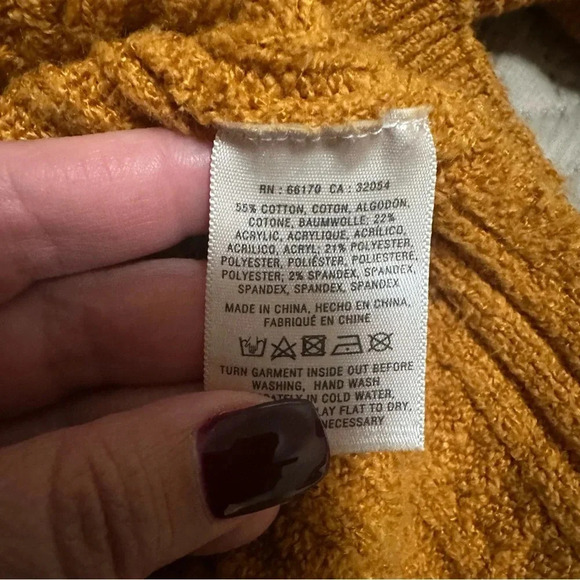 RN : 66170 CA : 32054
55% COTTON, COTON, ALGODON,
COTONE, BAUMWOLLE; 22%
ACRYLIC, ACRYLIQUE, ACRÍLICO,
ACRILICO, ACRYL; 21% POLYESTER,
POLYESTER, POLIÉSTER, POLIESTERE,
POLYESTER; 2% SPANDEX, SPANDEX,
SPANDEX, SPANDEX, SPANDEX
MADE IN CHINA, HECHO EN CHINA,
FABRIQUÉ EN CHINE
TURN GARMENT INSIDE OUT BEFORE
WASHING, HAND WASH
IN COLD WATER,
LAY FLAT TO DRY,
NECESSARY